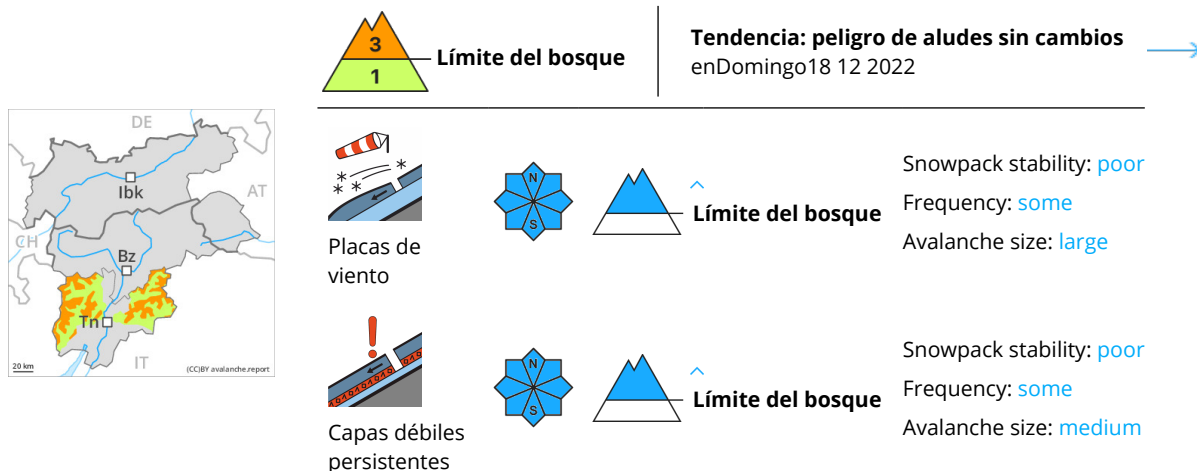 3
1
Límite del bosque
Tendencia: peligro de aludes sin cambios
enDomingo18 12 2022
DE
AT
CH
IT
Ibk
Bz
Tn
20 km
(CC)BY avalanche.report
N
S
Límite del bosque
Placas de
viento
Snowpack stability: poor
Frequency: some
Avalanche size: large
N
S
Límite del bosque
Capas débiles
persistentes
Snowpack stability: poor
Frequency: some
Avalanche size: medium